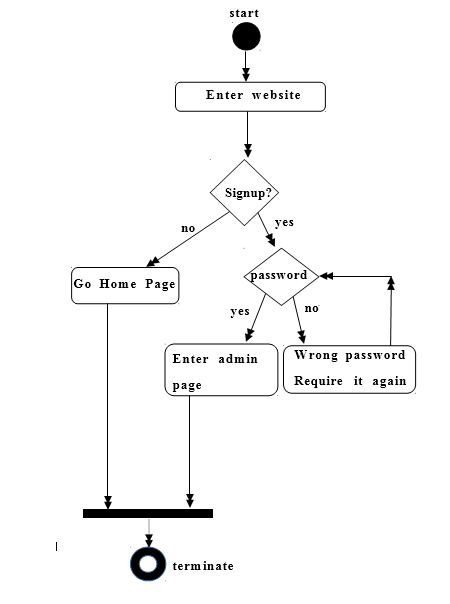 start
Enter website
Signup?
no
yes
Go Home Page
password
yes
no
Enter admin
page
Wrong password
Require it again
terminate